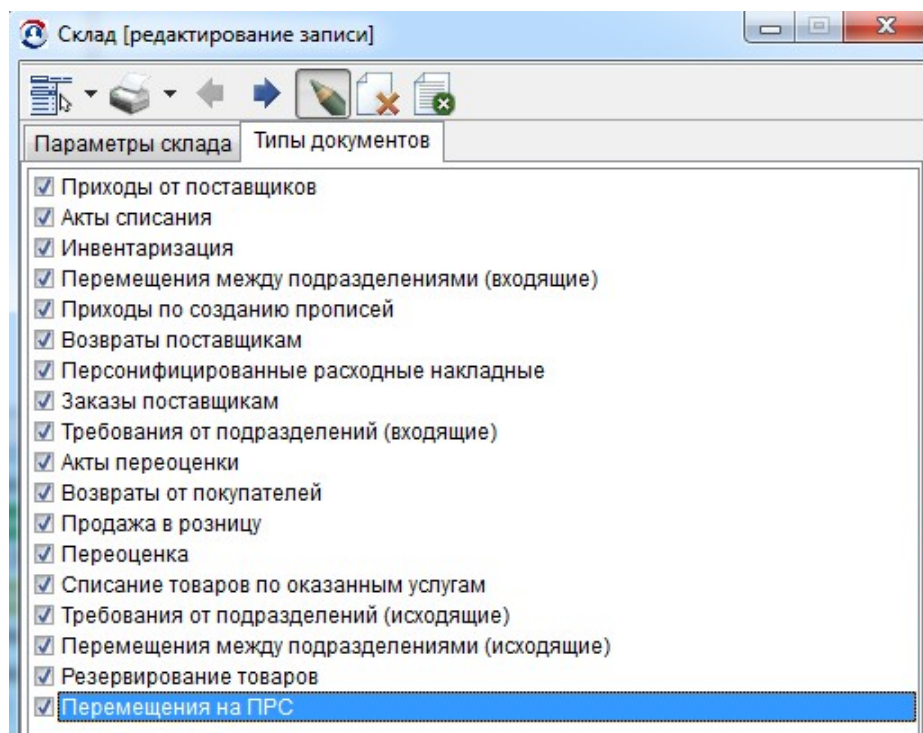 Склад [редактирование записи]
Параметры склада Типы документов
Приходы от поставщиков
Акты списания
Инвентаризация
Перемещения между подразделениями (входящие)
Приходы по созданию прописей
Возвраты поставщикам
Персонифицированные расходные накладные
Заказы поставщикам
Требования от подразделений (входящие)
Акты переоценки
Возвраты от покупателей
Продажа в розницу
Переоценка
Списание товаров по оказанным услугам
Требования от подразделений (исходящие)
Перемещения между подразделениями (исходящие)
Резервирование товаров
Перемещения на ПРС